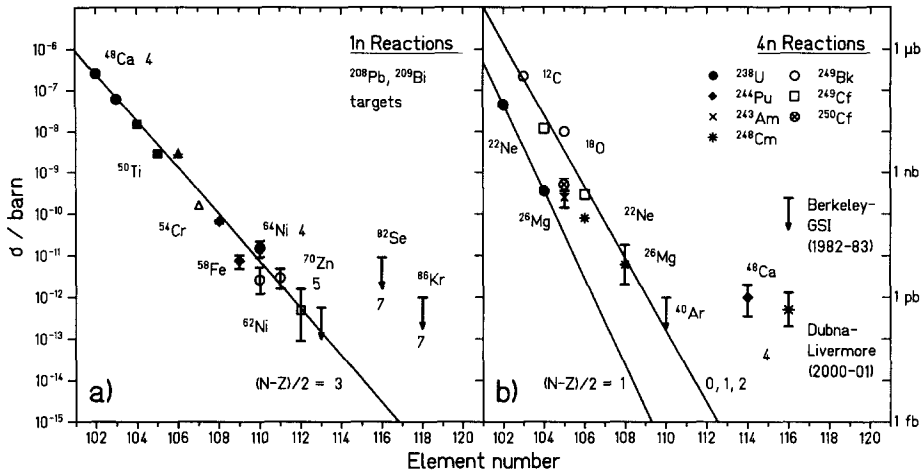 σ / barn
10⁻⁶
10⁻⁷
10⁻⁸
10⁻⁹
10⁻¹⁰
10⁻¹¹
10⁻¹²
10⁻¹³
10⁻¹⁴
10⁻¹⁵
1n Reactions
²⁰⁸Pb, ²⁰⁹Bi
targets
⁴⁸Ca 4
⁵⁰Ti
⁵⁴Cr
⁵⁸Fe
⁶⁴Ni 4
⁶²Ni
⁷⁰Zn
5
⁸²Se
7
⁸⁶Kr
7
(N-Z)/2 = 3
a)
102 104 106 108 110 112 114 116 118 120
4n Reactions
²³⁸U
²⁴⁴Pu
²⁴³Am
²⁴⁸Cm
²⁴⁹Bk
²⁴⁹Cf
²⁵⁰Cf
¹²C
¹⁸O
²²Ne
²⁶Mg
²²Ne
²⁶Mg
⁴⁰Ar
⁴⁸Ca
4
Berkeley-
GSI
(1982-83)
Dubna-
Livermore
(2000-01)
(N-Z)/2 = 1
0, 1, 2
b)
1 μb
1 nb
1 pb
1 fb
102 104 106 108 110 112 114 116 118 120
Element number